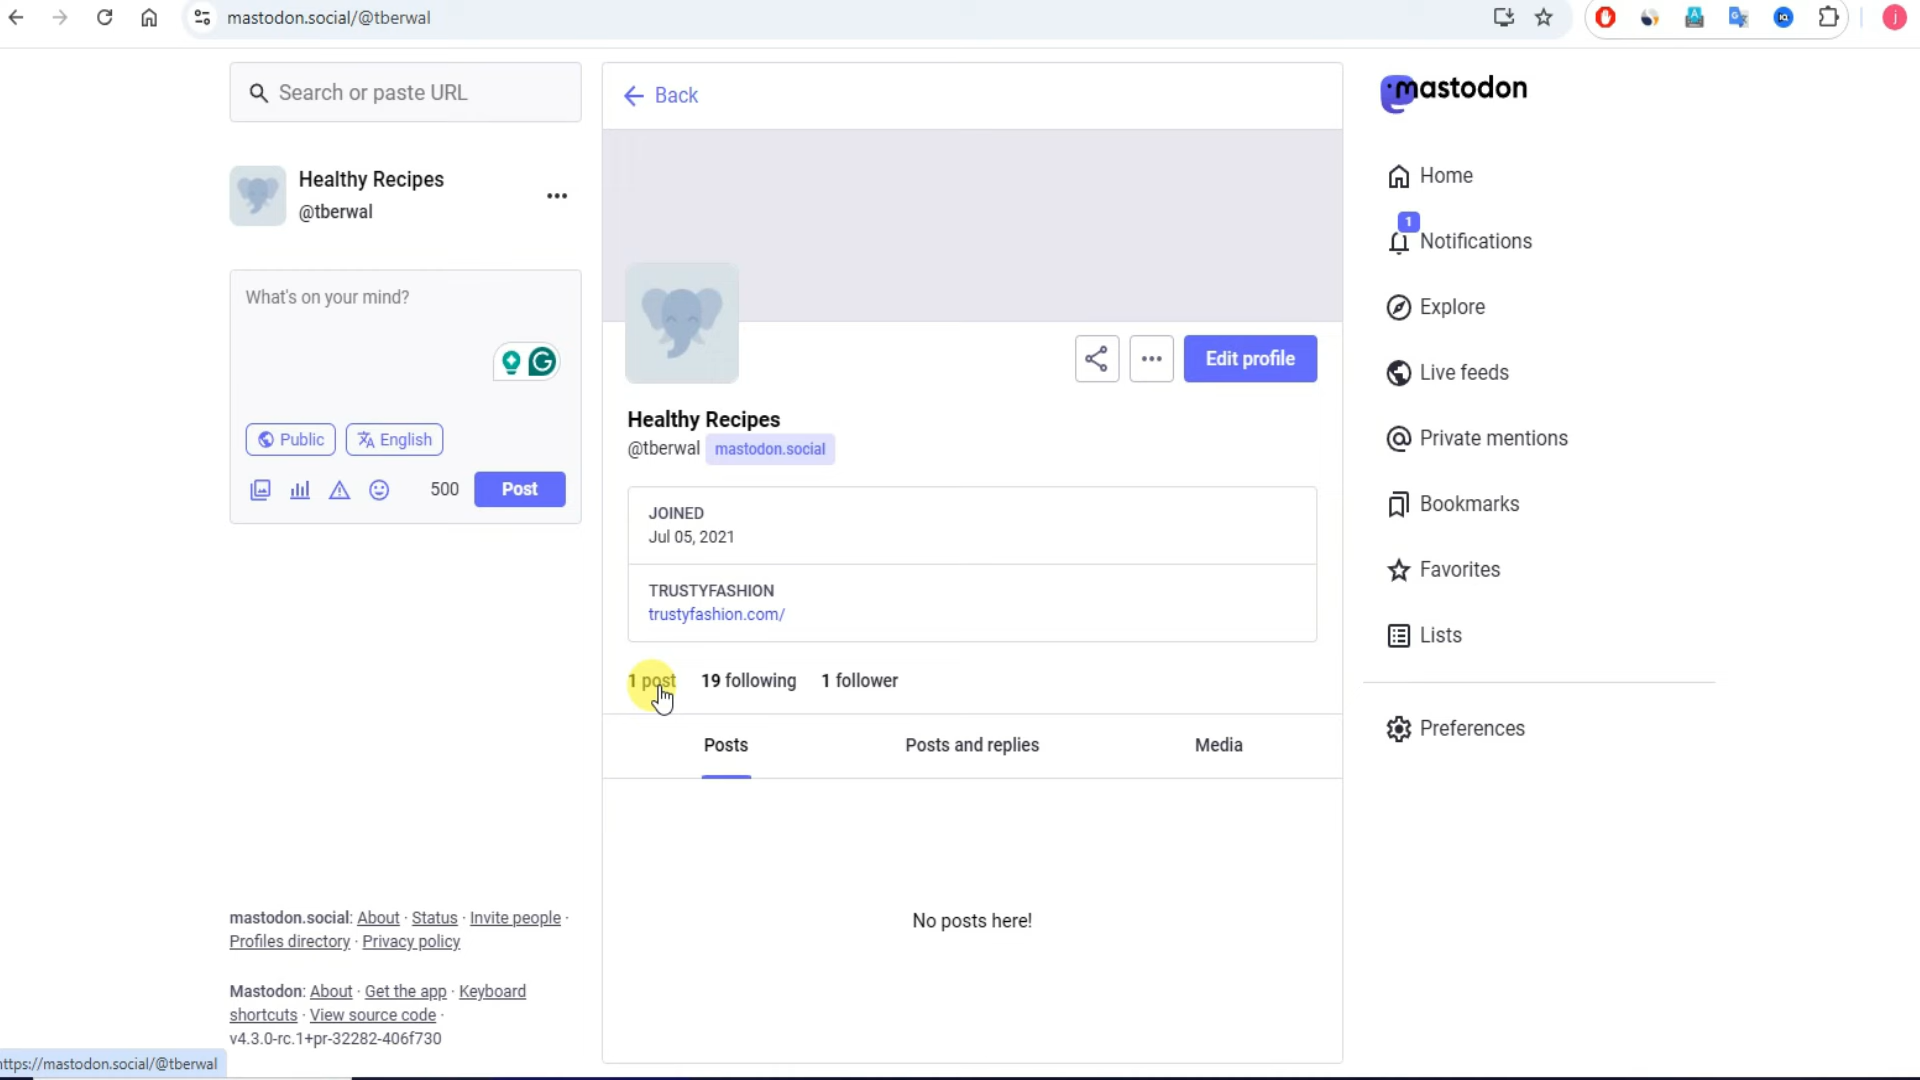 mastodon.social/@tberwal
Search or paste URL
Healthy Recipes
@tberwal
What's on your mind?
Public
English
500
Post
Back
Edit profile
Healthy Recipes
@tberwal mastodon.social
JOINED
Jul 05, 2021
TRUSTYFASHION
trustyfashion.com/
1 post 19 following 1 follower
Posts Posts and replies Media
No posts here!
mastodon
Home
1
Notifications
Explore
Live feeds
Private mentions
Bookmarks
Favorites
Lists
Preferences
mastodon.social: About · Status · Invite people ·
Profiles directory · Privacy policy
Mastodon: About · Get the app · Keyboard
shortcuts · View source code ·
v4.3.0-rc.1+pr-32282-406f730
https://mastodon.social/@tberwal
j